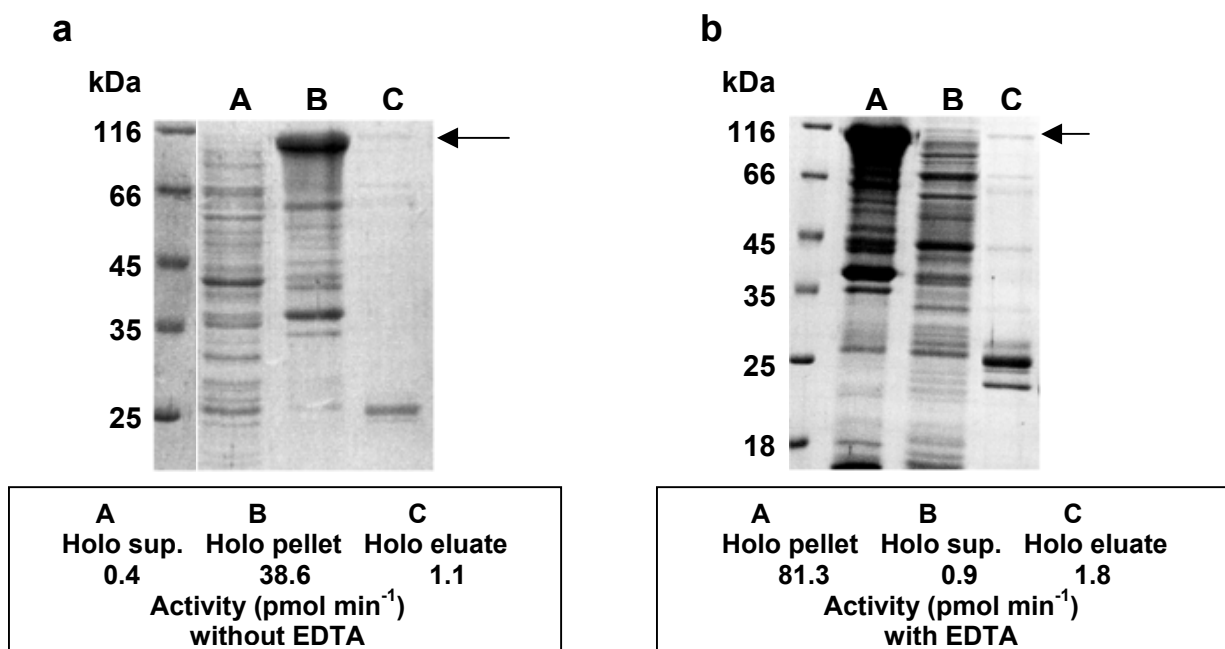 a
kDa
A B C
116
66
45
35
25
A B C
Holo sup. Holo pellet Holo eluate
0.4 38.6 1.1
Activity (pmol min⁻¹)
without EDTA
b
kDa
A B C
116
66
45
35
25
18
A B C
Holo pellet Holo sup. Holo eluate
81.3 0.9 1.8
Activity (pmol min⁻¹)
with EDTA